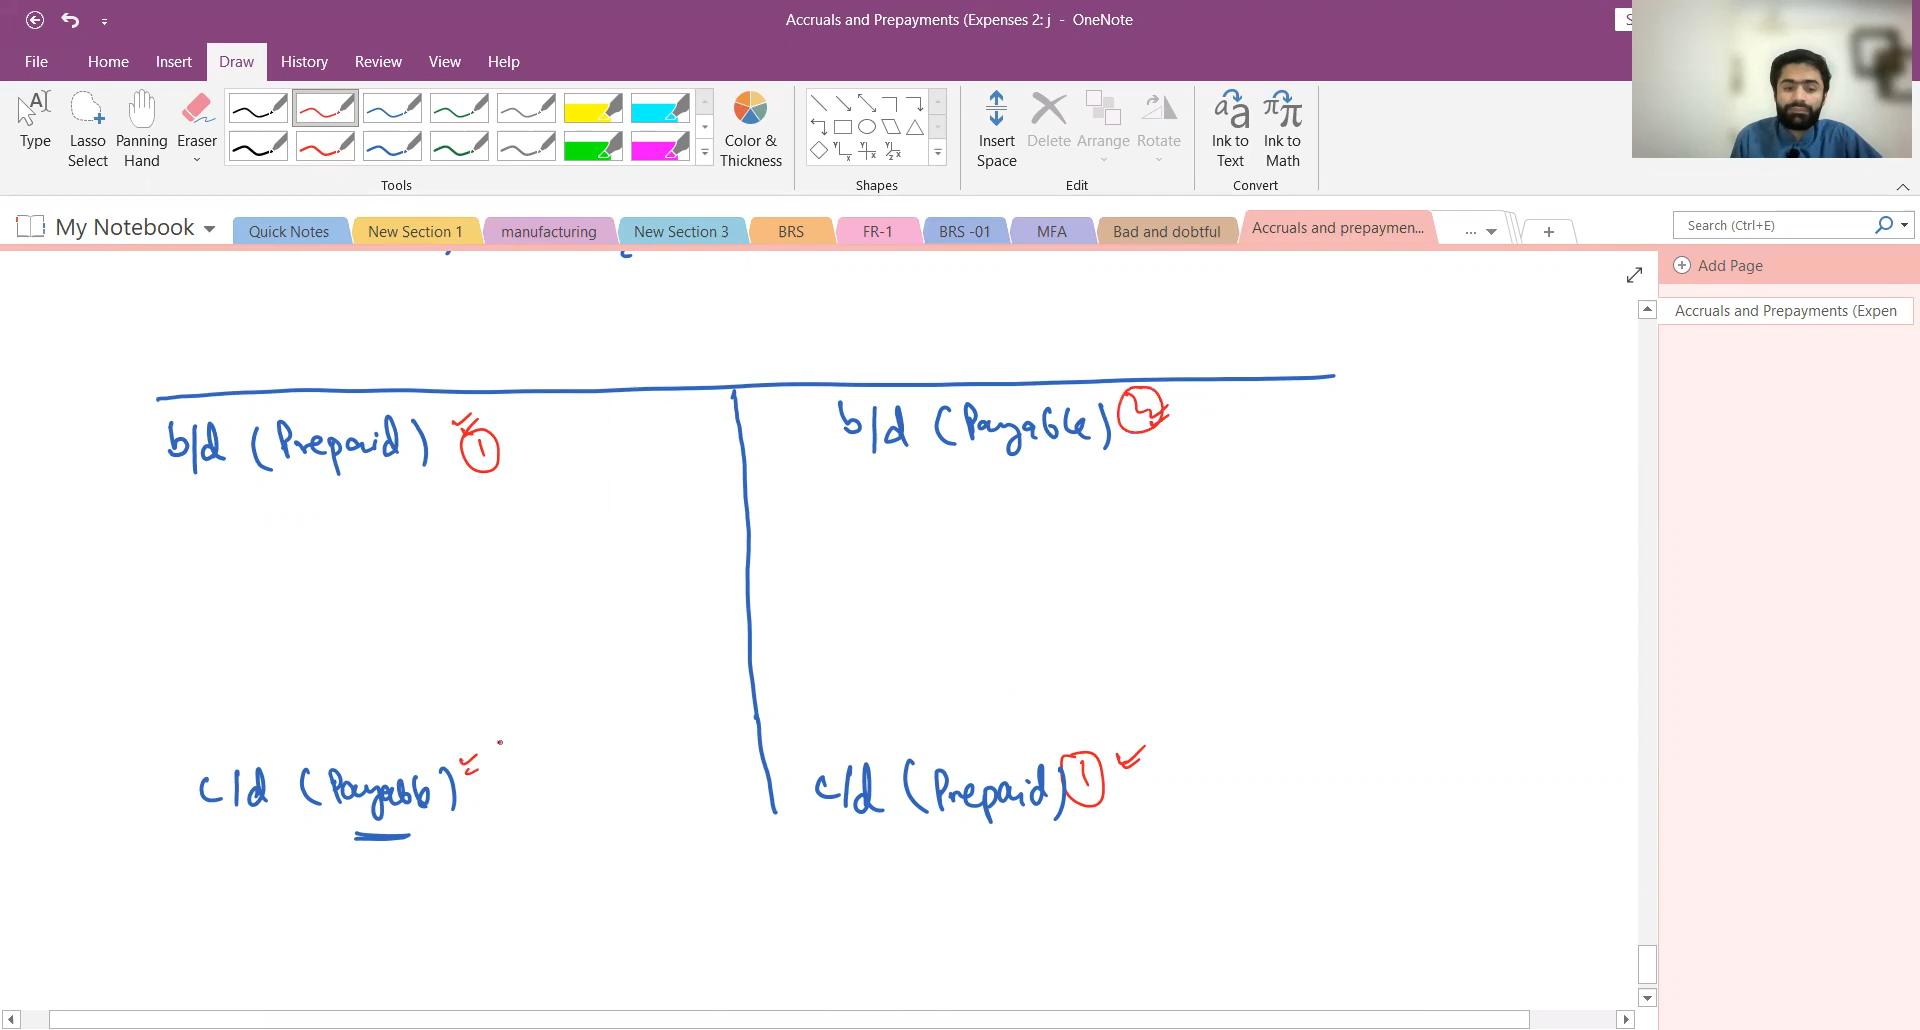 Accruals and Prepayments (Expenses 2: j - OneNote
File Home Insert Draw History Review View Help
Type
Lasso Select
Panning Hand
Eraser
Color & Thickness
Insert Space
Delete
Arrange
Rotate
Ink to Text
Ink to Math
Tools
Shapes
Edit
Convert
My Notebook
Quick Notes
New Section 1
manufacturing
New Section 3
BRS
FR-1
BRS -01
MFA
Bad and doubtful
Accruals and prepaymen...
...
Search (Ctrl+E)
Add Page
Accruals and Prepayments (Expen
b/d (Prepaid) 1
b/d (Payable)
c/d (Payable)
c/d (Prepaid) 1